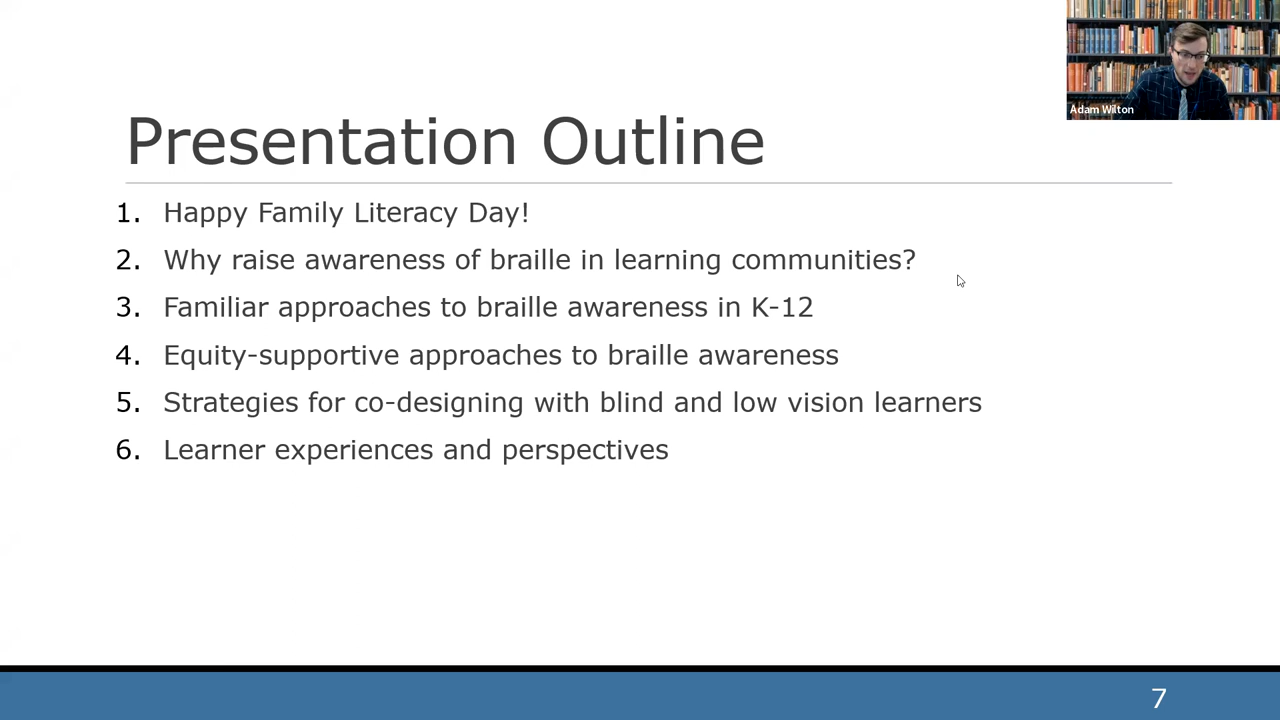 Adam Wilton
Presentation Outline
1. Happy Family Literacy Day!
2. Why raise awareness of braille in learning communities?
3. Familiar approaches to braille awareness in K-12
4. Equity-supportive approaches to braille awareness
5. Strategies for co-designing with blind and low vision learners
6. Learner experiences and perspectives
7